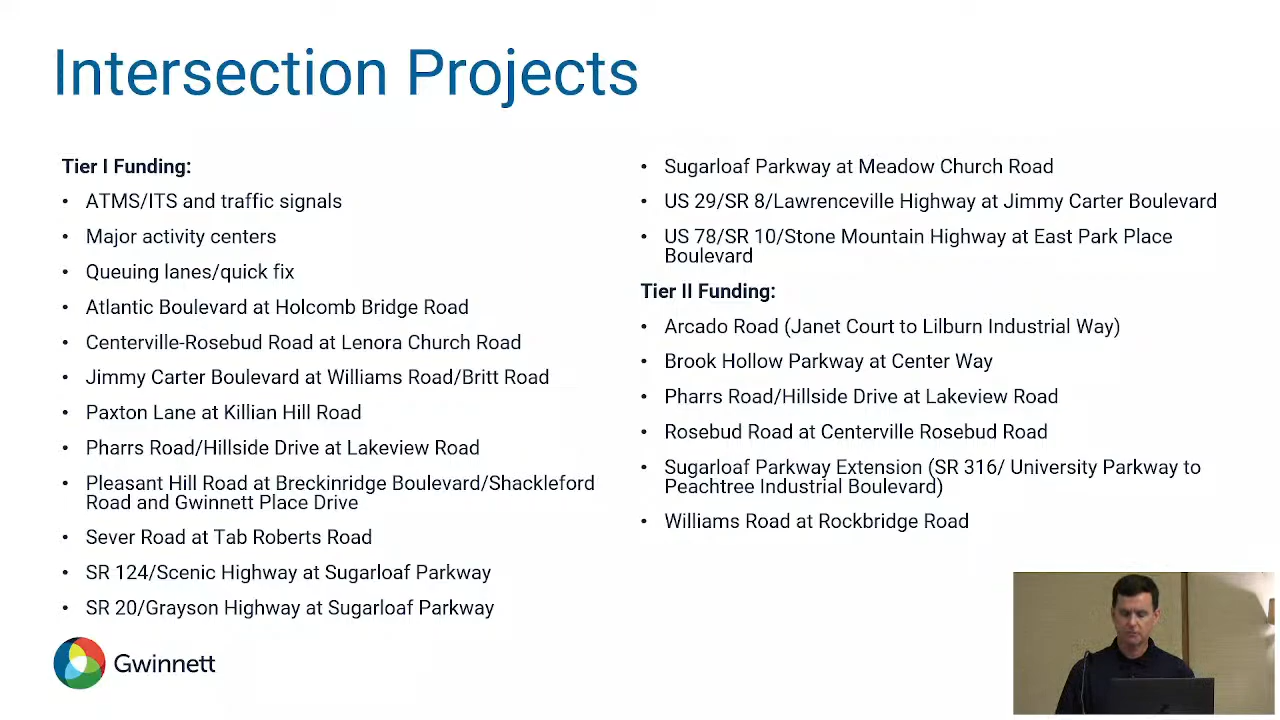 Intersection Projects
Tier I Funding:
• ATMS/ITS and traffic signals
• Major activity centers
• Queuing lanes/quick fix
• Atlantic Boulevard at Holcomb Bridge Road
• Centerville-Rosebud Road at Lenora Church Road
• Jimmy Carter Boulevard at Williams Road/Britt Road
• Paxton Lane at Killian Hill Road
• Pharrs Road/Hillside Drive at Lakeview Road
• Pleasant Hill Road at Breckinridge Boulevard/Shackleford
Road and Gwinnett Place Drive
• Sever Road at Tab Roberts Road
• SR 124/Scenic Highway at Sugarloaf Parkway
• SR 20/Grayson Highway at Sugarloaf Parkway
• Sugarloaf Parkway at Meadow Church Road
• US 29/SR 8/Lawrenceville Highway at Jimmy Carter Boulevard
• US 78/SR 10/Stone Mountain Highway at East Park Place
Boulevard
Tier II Funding:
• Arcado Road (Janet Court to Lilburn Industrial Way)
• Brook Hollow Parkway at Center Way
• Pharrs Road/Hillside Drive at Lakeview Road
• Rosebud Road at Centerville Rosebud Road
• Sugarloaf Parkway Extension (SR 316/ University Parkway to
Peachtree Industrial Boulevard)
• Williams Road at Rockbridge Road
Gwinnett